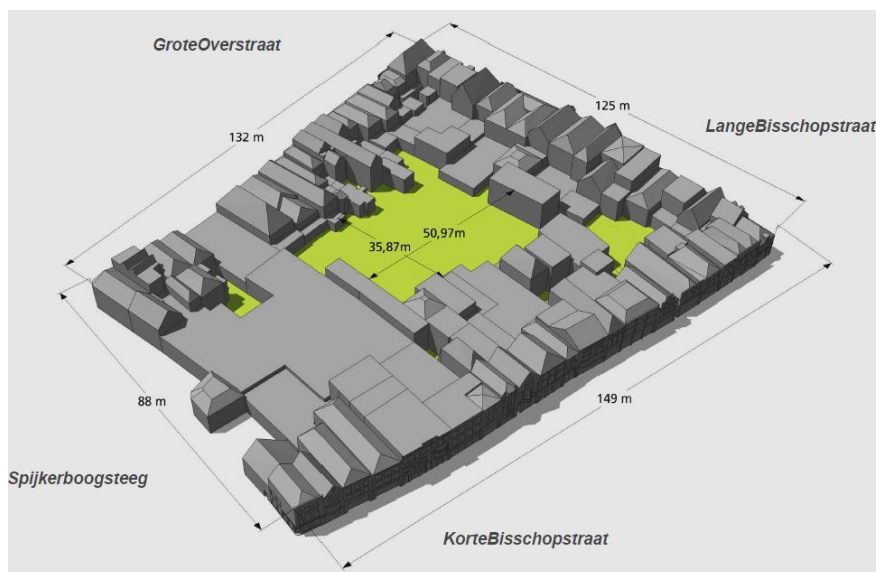 GroteOverstraat
125 m
LangeBisschopstraat
132 m
50,97m
35,87m
88 m
149 m
Spijkerboogsteeg
KorteBisschopstraat